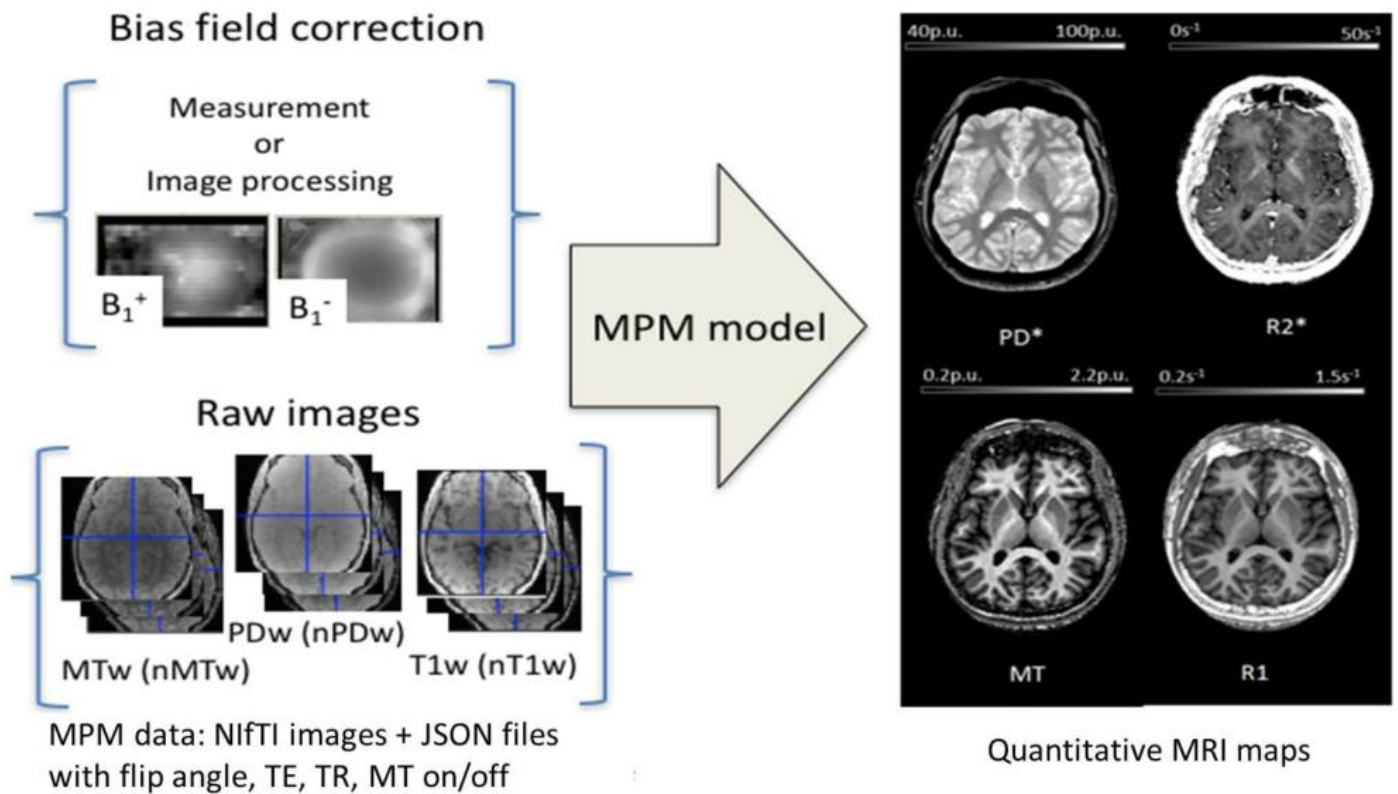 Bias field correction
Measurement
or
Image processing
B₁⁺
B₁⁻
Raw images
MTw (nMTw)
PDw (nPDw)
T1w (nT1w)
MPM data: NIfTI images + JSON files
with flip angle, TE, TR, MT on/off
MPM model
40p.u. 100p.u.
0s⁻¹ 50s⁻¹
PD*
R2*
0.2p.u. 2.2p.u.
0.2s⁻¹ 1.5s⁻¹
MT
R1
Quantitative MRI maps